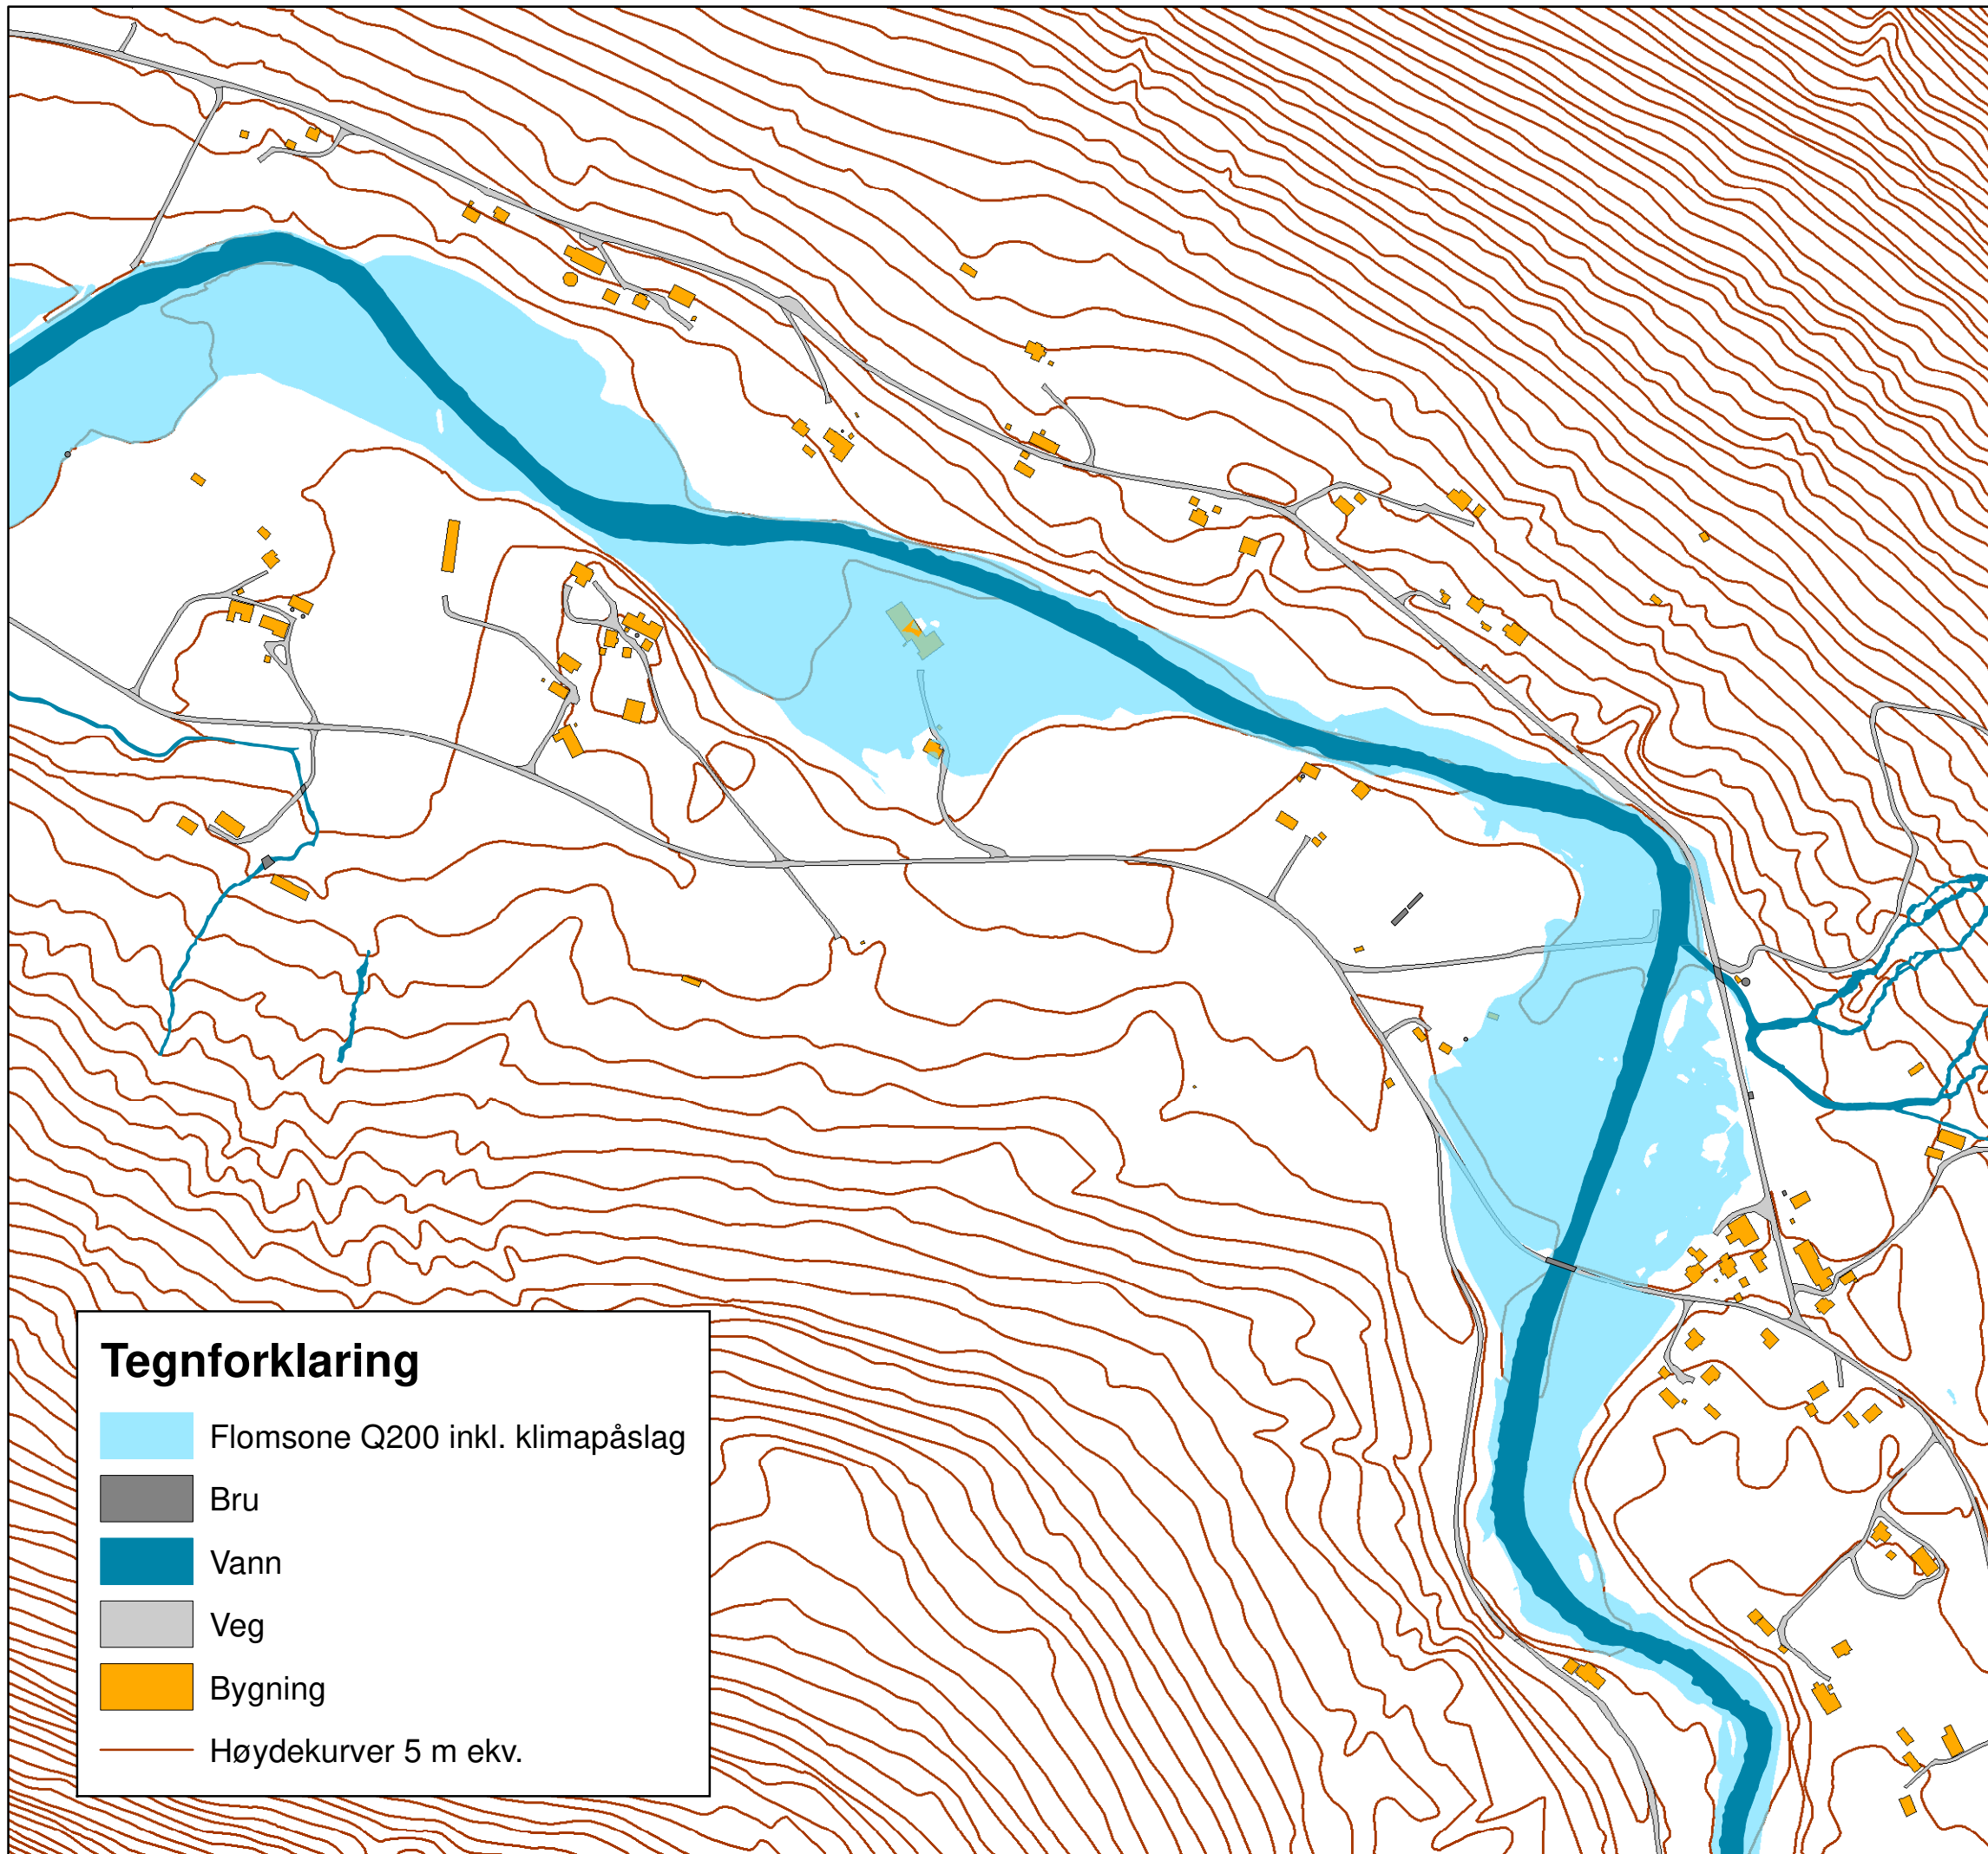 Tegnforklaring
Flomsone Q200 inkl. klimapåslag
Bru
Vann
Veg
Bygning
Høydekurver 5 m ekv.